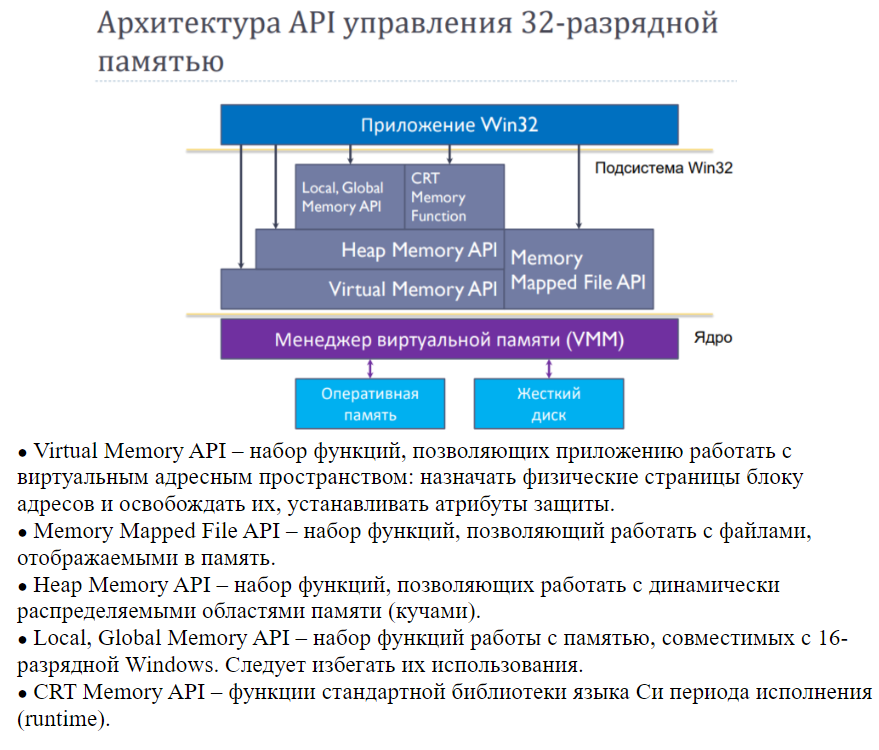 Архитектура API управления 32-разрядной
памятью
Приложение Win32
Подсистема Win32
Local, Global
Memory API
CRT
Memory
Function
Heap Memory API
Memory
Mapped File API
Virtual Memory API
Менеджер виртуальной памяти (VMM)
Ядро
Оперативная
память
Жесткий
диск
● Virtual Memory API – набор функций, позволяющих приложению работать с
виртуальным адресным пространством: назначать физические страницы блоку
адресов и освобождать их, устанавливать атрибуты защиты.
● Memory Mapped File API – набор функций, позволяющий работать с файлами,
отображаемыми в память.
● Heap Memory API – набор функций, позволяющих работать с динамически
распределяемыми областями памяти (кучами).
● Local, Global Memory API – набор функций работы с памятью, совместимых с 16-
разрядной Windows. Следует избегать их использования.
● CRT Memory API – функции стандартной библиотеки языка Си периода исполнения
(runtime).